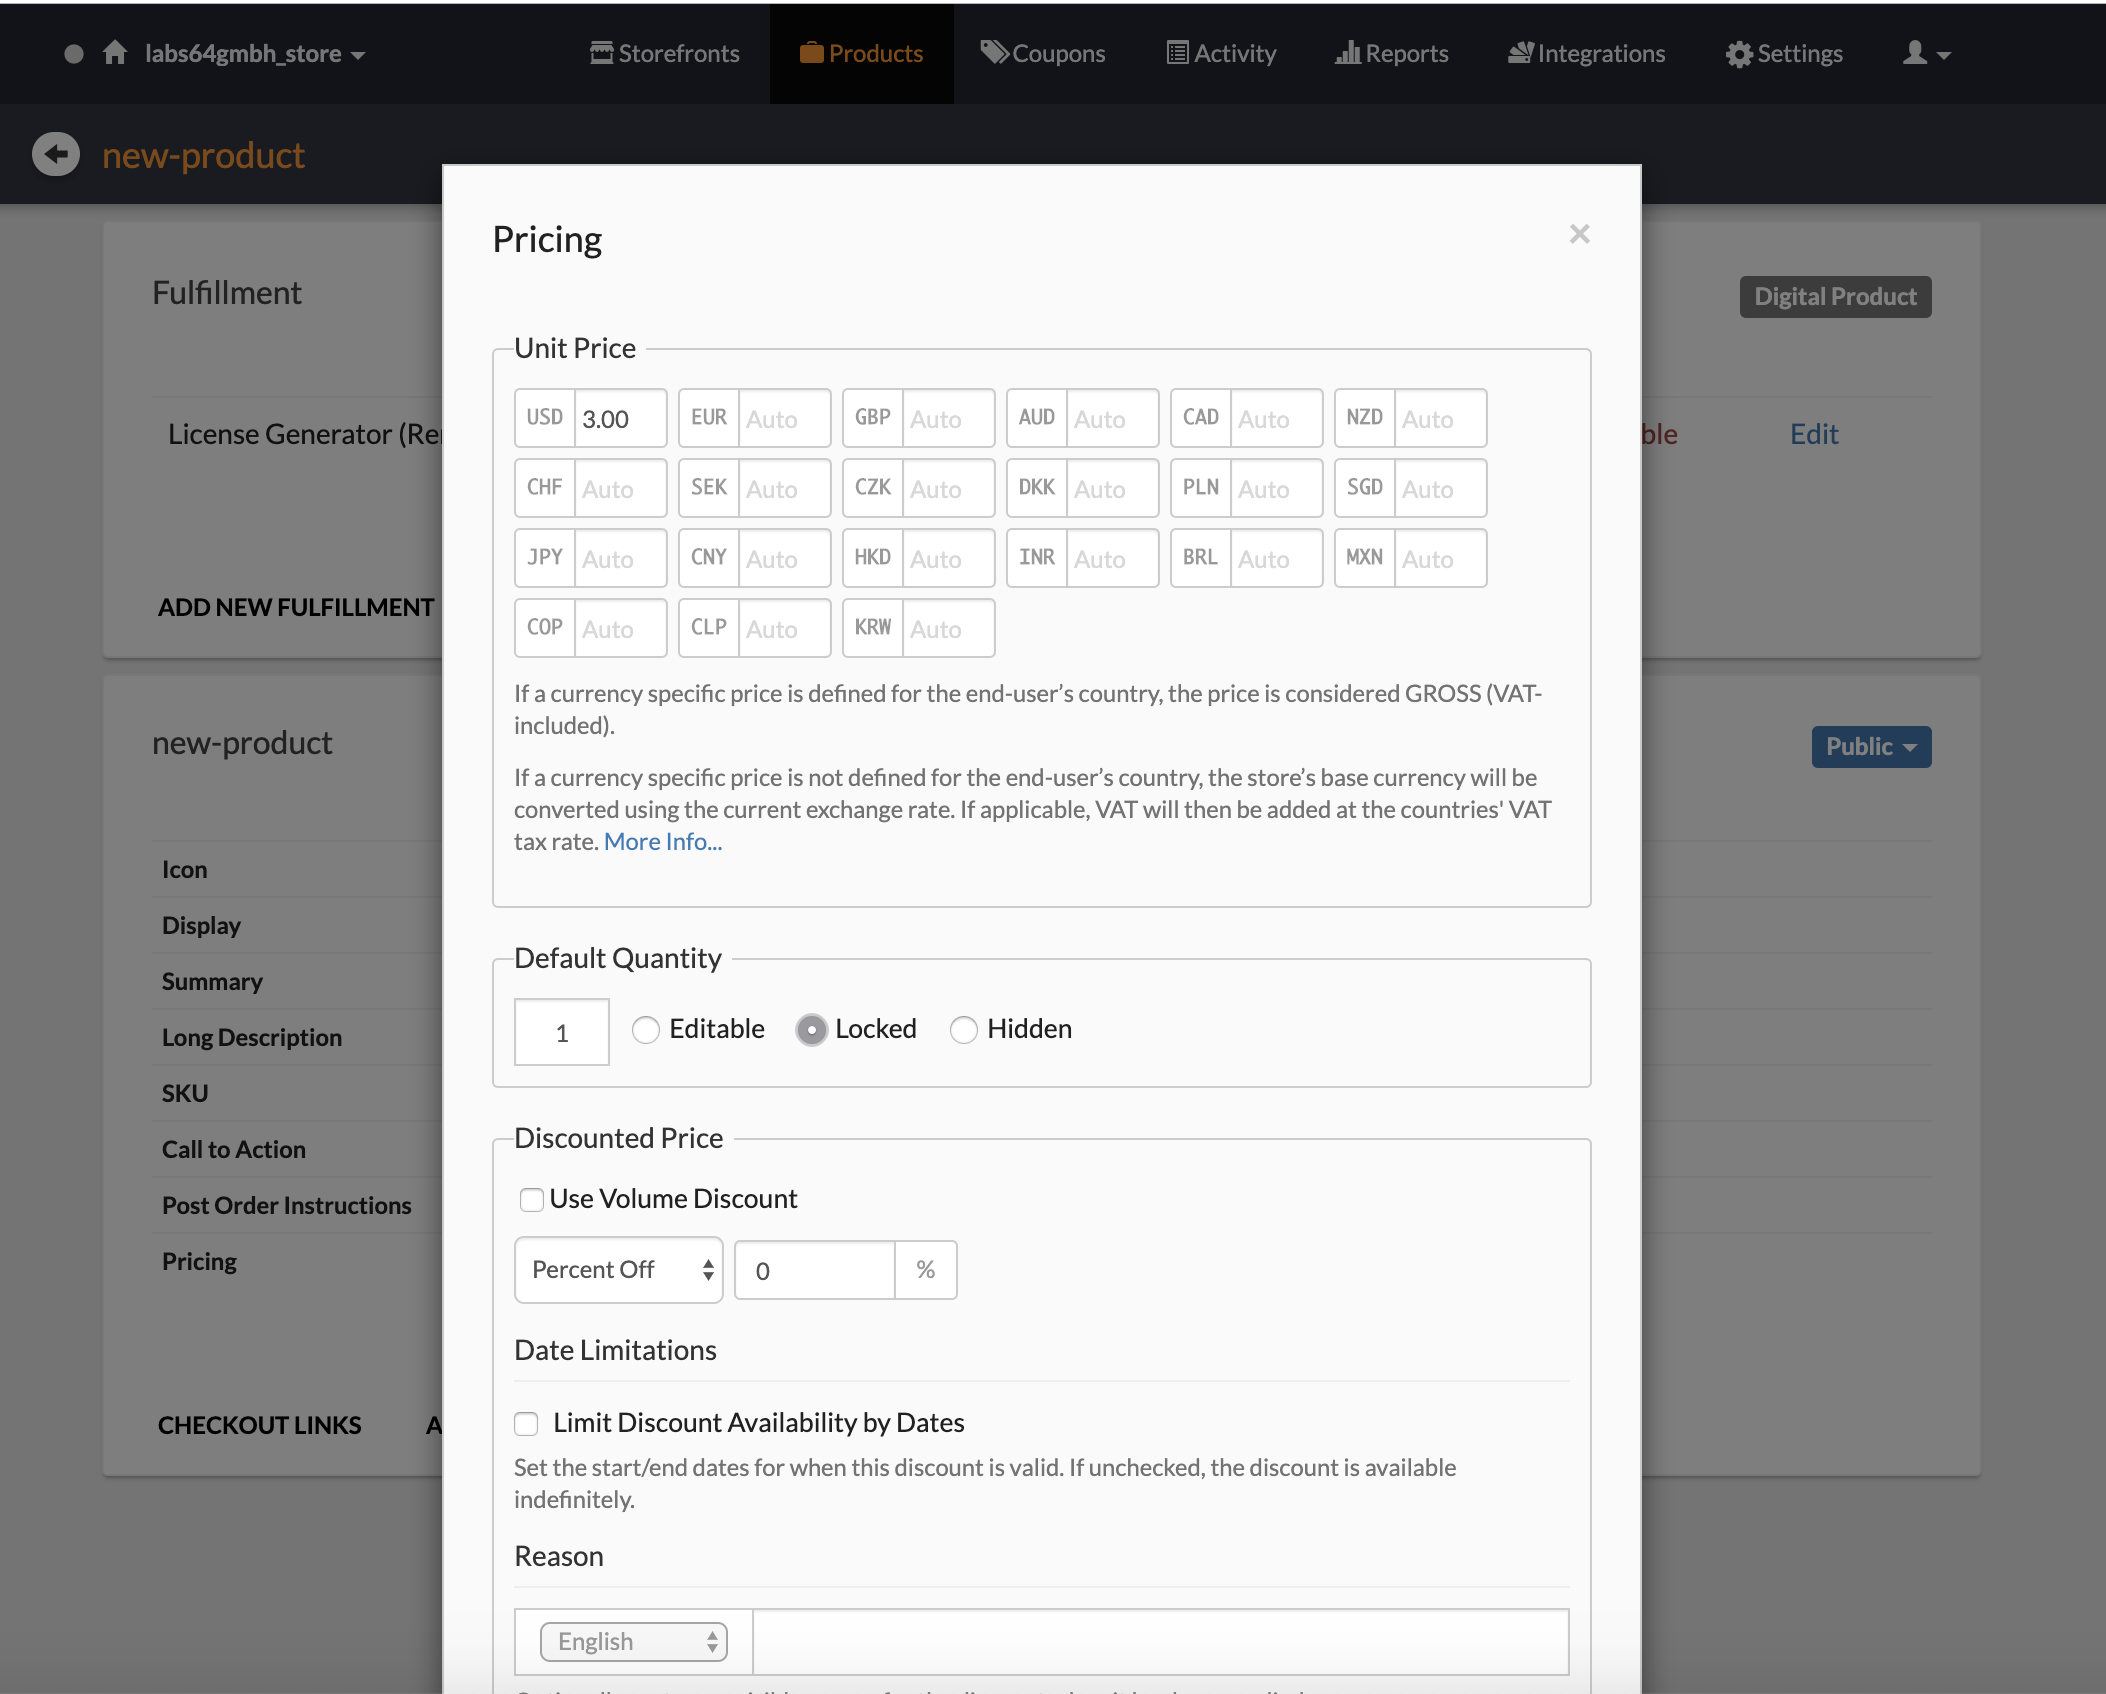 labs64gmbh_store
Storefronts
Products
Coupons
Activity
Reports
Integrations
Settings
new-product
Pricing
×
Fulfillment
Digital Product
License Generator (Re
ble
Edit
ADD NEW FULFILLMENT
Unit Price
USD 3.00 EUR Auto GBP Auto AUD Auto CAD Auto NZD Auto
CHF Auto SEK Auto CZK Auto DKK Auto PLN Auto SGD Auto
JPY Auto CNY Auto HKD Auto INR Auto BRL Auto MXN Auto
COP Auto CLP Auto KRW Auto
If a currency specific price is defined for the end-user’s country, the price is considered GROSS (VAT-
included).
If a currency specific price is not defined for the end-user’s country, the store’s base currency will be
converted using the current exchange rate. If applicable, VAT will then be added at the countries' VAT
tax rate. More Info...
new-product
Public
Icon
Display
Summary
Long Description
SKU
Call to Action
Post Order Instructions
Pricing
CHECKOUT LINKS
A
Default Quantity
1 Editable Locked Hidden
Discounted Price
Use Volume Discount
Percent Off 0 %
Date Limitations
Limit Discount Availability by Dates
Set the start/end dates for when this discount is valid. If unchecked, the discount is available
indefinitely.
Reason
English